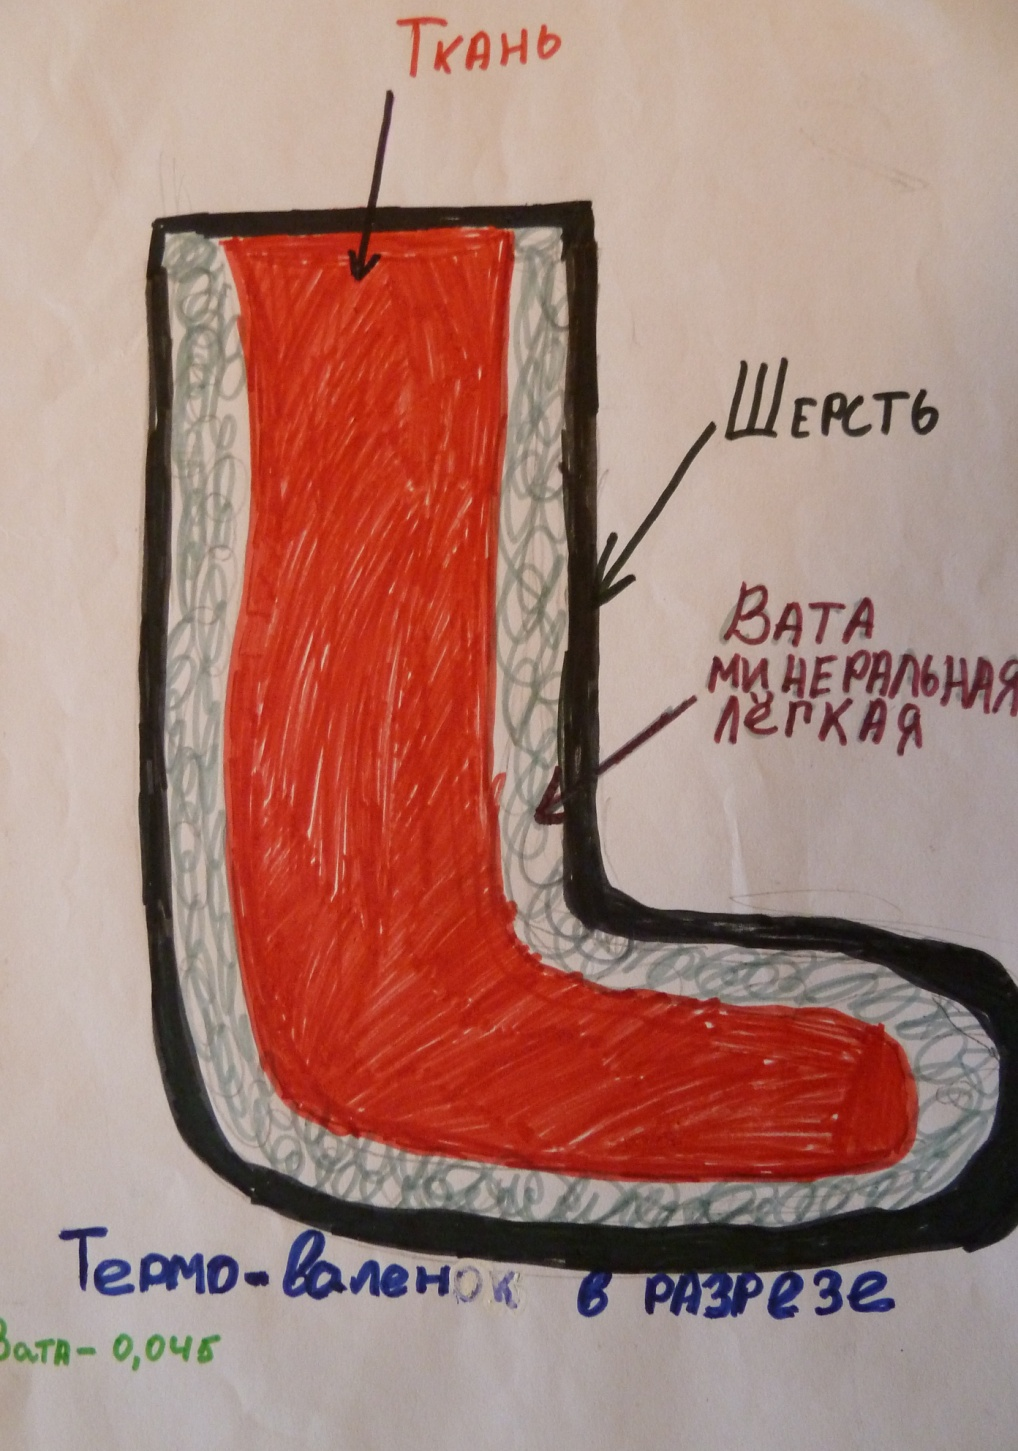 Ткань
Шерсть
Вата
минеральная
лёгкая
Термо-валенок в разрезе
Вата- 0,045